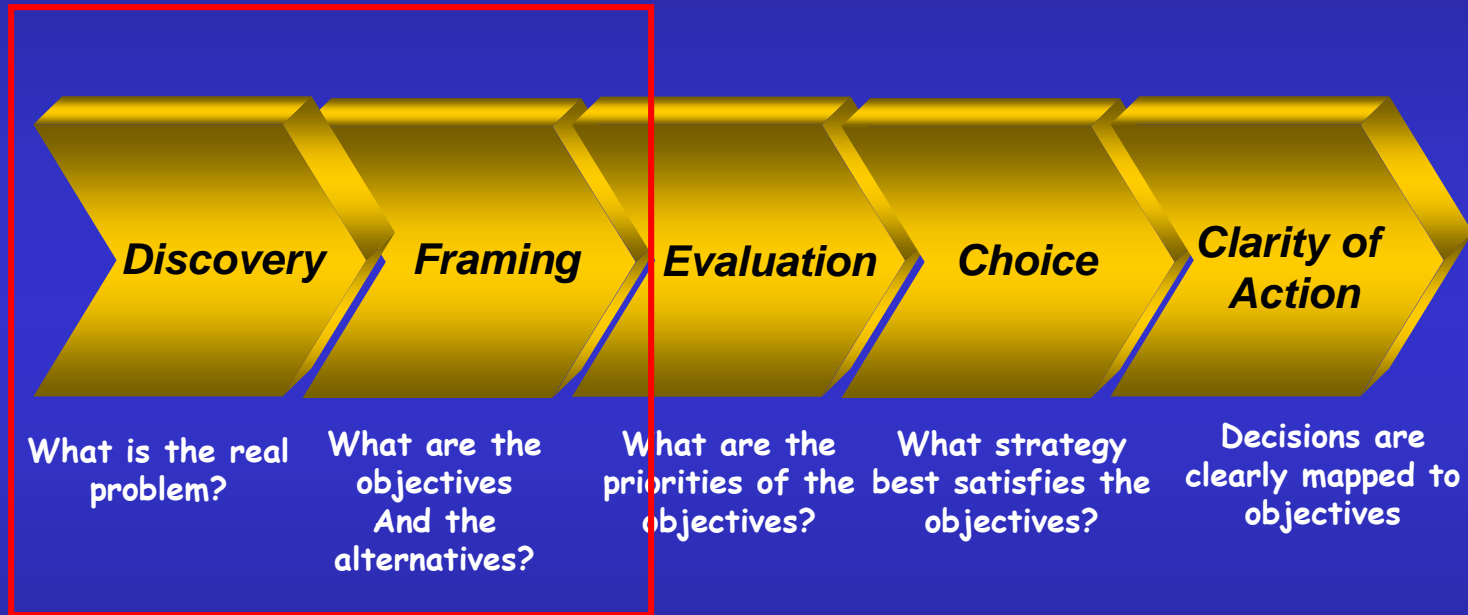 Discovery
Framing
Evaluation
Choice
Clarity of
Action
What is the real
problem?
What are the
objectives
And the
alternatives?
What are the
priorities of the
objectives?
What strategy
best satisfies the
objectives?
Decisions are
clearly mapped to
objectives